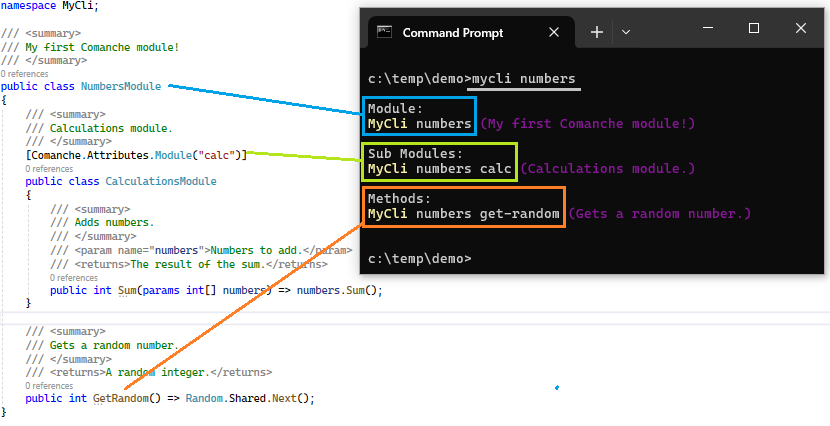 namespace MyCli;
/// <summary>
/// My first Comanche module!
/// </summary>
0 references
public class NumbersModule
{
/// <summary>
/// Calculations module.
/// </summary>
[Comanche.Attributes.Module("calc")]
0 references
public class CalculationsModule
{
/// <summary>
/// Adds numbers.
/// </summary>
/// <param name="numbers">Numbers to add.</param>
/// <returns>The result of the sum.</returns>
0 references
public int Sum(params int[] numbers) => numbers.Sum();
}
/// <summary>
/// Gets a random number.
/// </summary>
/// <returns>A random integer.</returns>
0 references
public int GetRandom() => Random.Shared.Next();
}
Command Prompt
c:\temp\demo>mycli numbers
Module:
MyCli numbers (My first Comanche module!)
Sub Modules:
MyCli numbers calc (Calculations module.)
Methods:
MyCli numbers get-random (Gets a random number.)
c:\temp\demo>